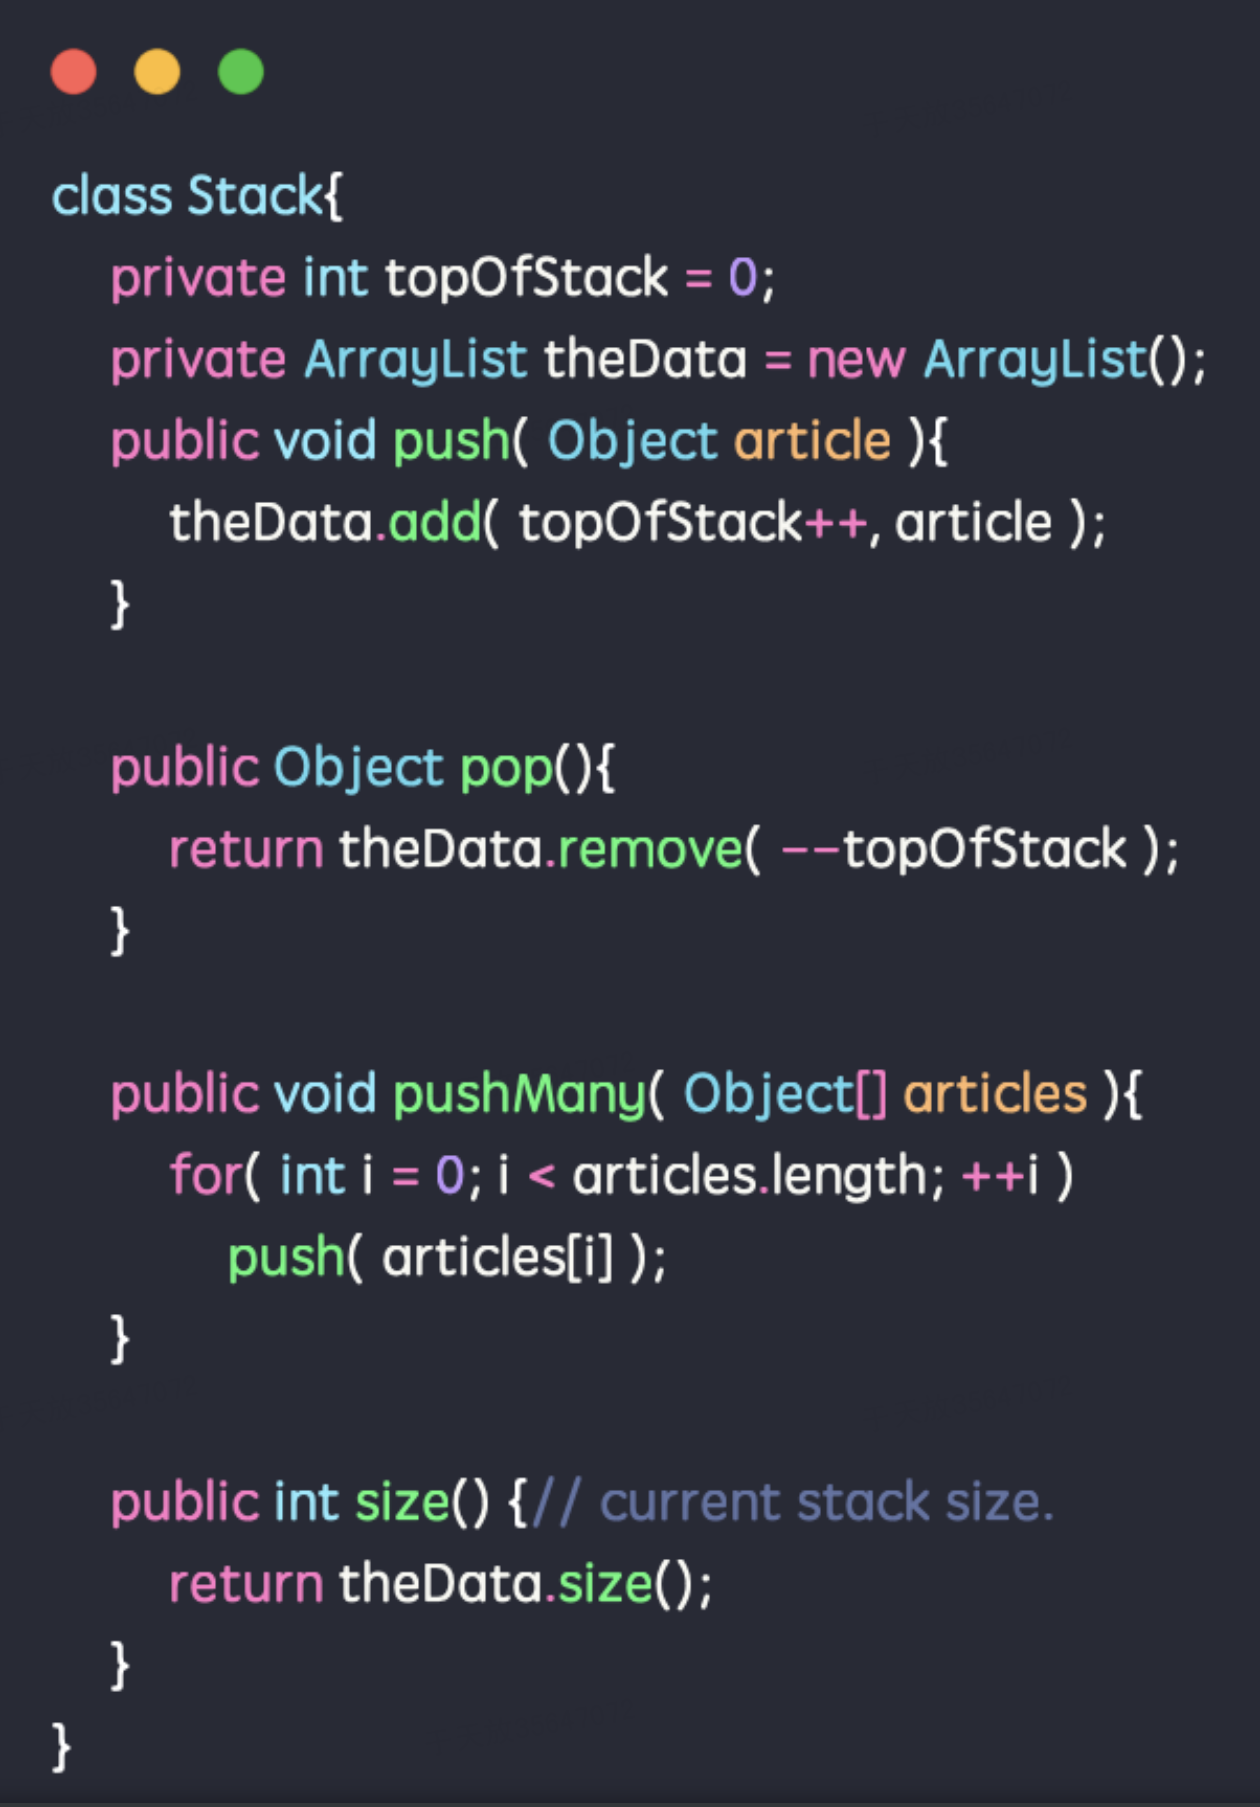 class Stack{
private int topOfStack = 0;
private ArrayList theData = new ArrayList();
public void push( Object article ){
theData.add( topOfStack++, article );
}
public Object pop(){
return theData.remove( --topOfStack );
}
public void pushMany( Object[] articles ){
for( int i = 0; i < articles.length; ++i )
push( articles[i] );
}
public int size() {// current stack size.
return theData.size();
}
}